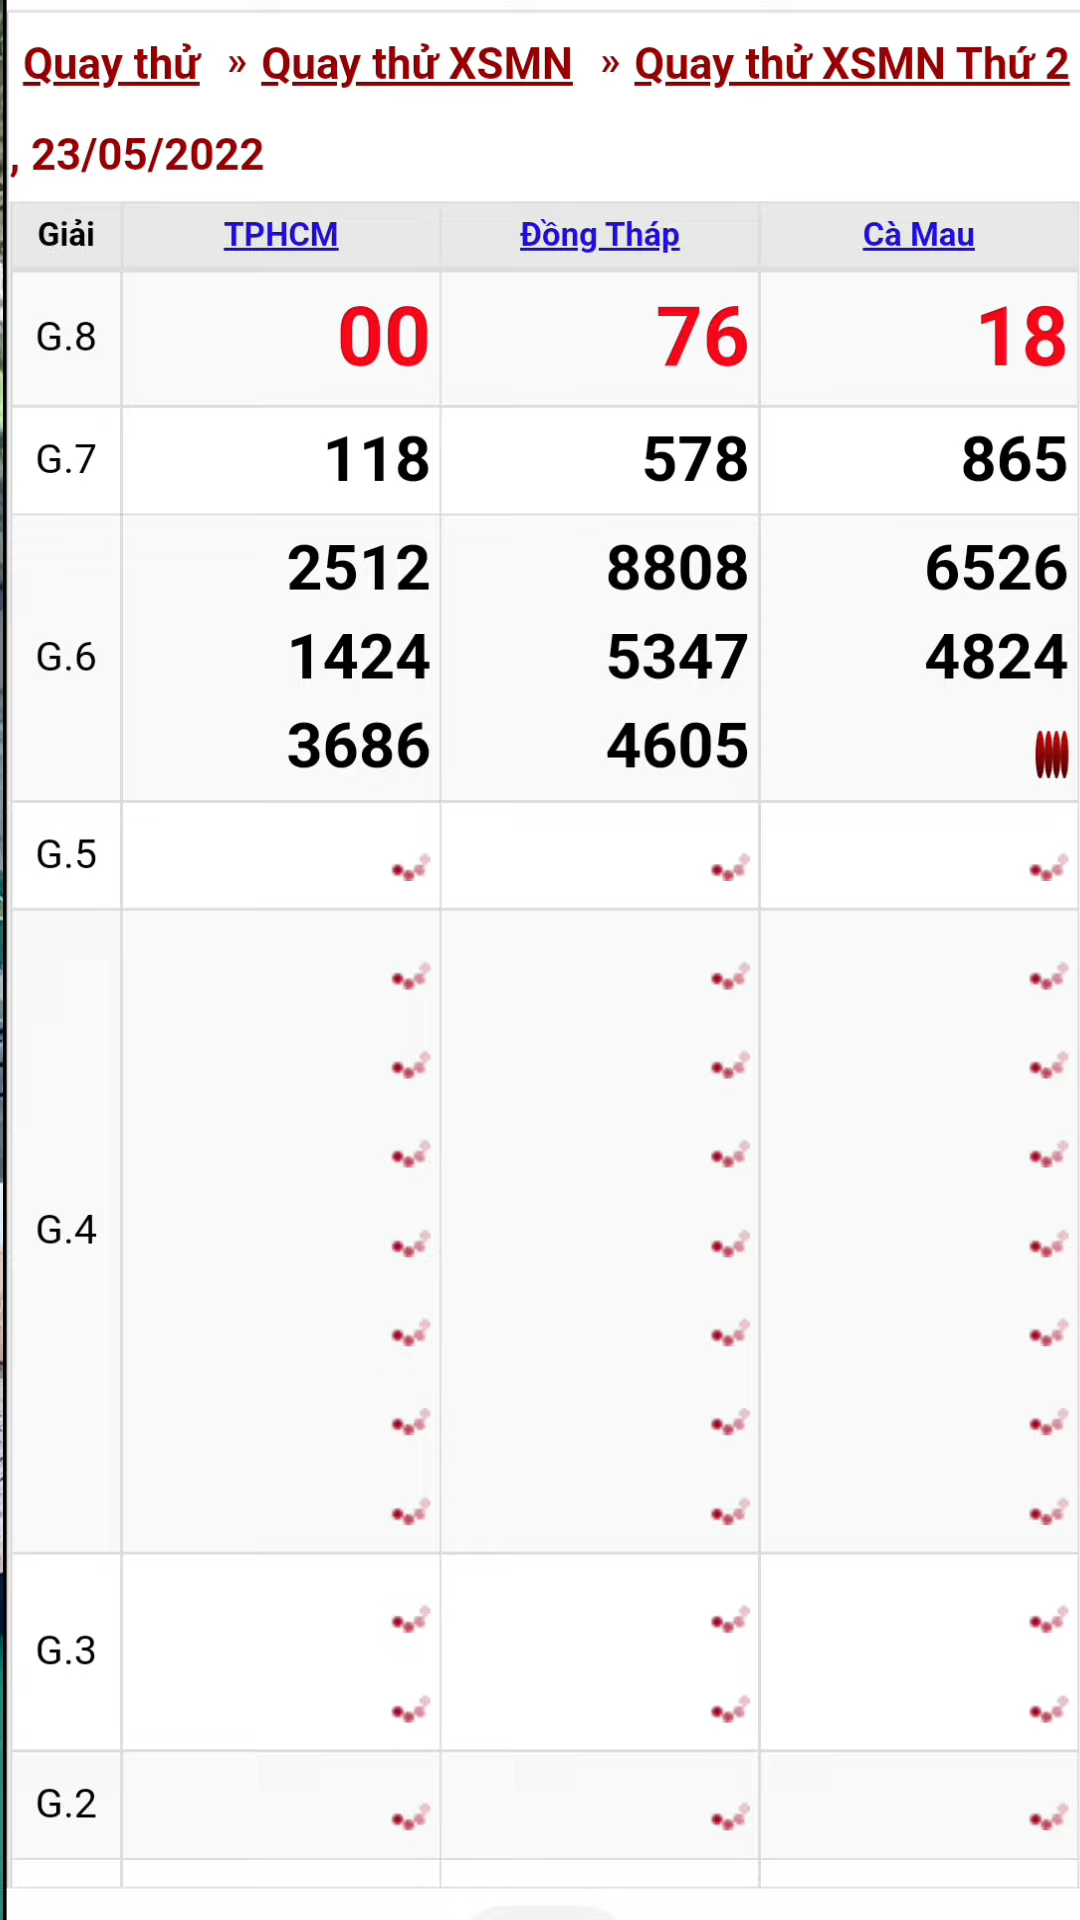 Quay thử » Quay thử XSMN » Quay thử XSMN Thứ 2
, 23/05/2022
Giải TPHCM Đồng Tháp Cà Mau
G.8 00 76 18
G.7 118 578 865
2512 8808 6526
G.6 1424 5347 4824
3686 4605
G.5
G.4
G.3
G.2